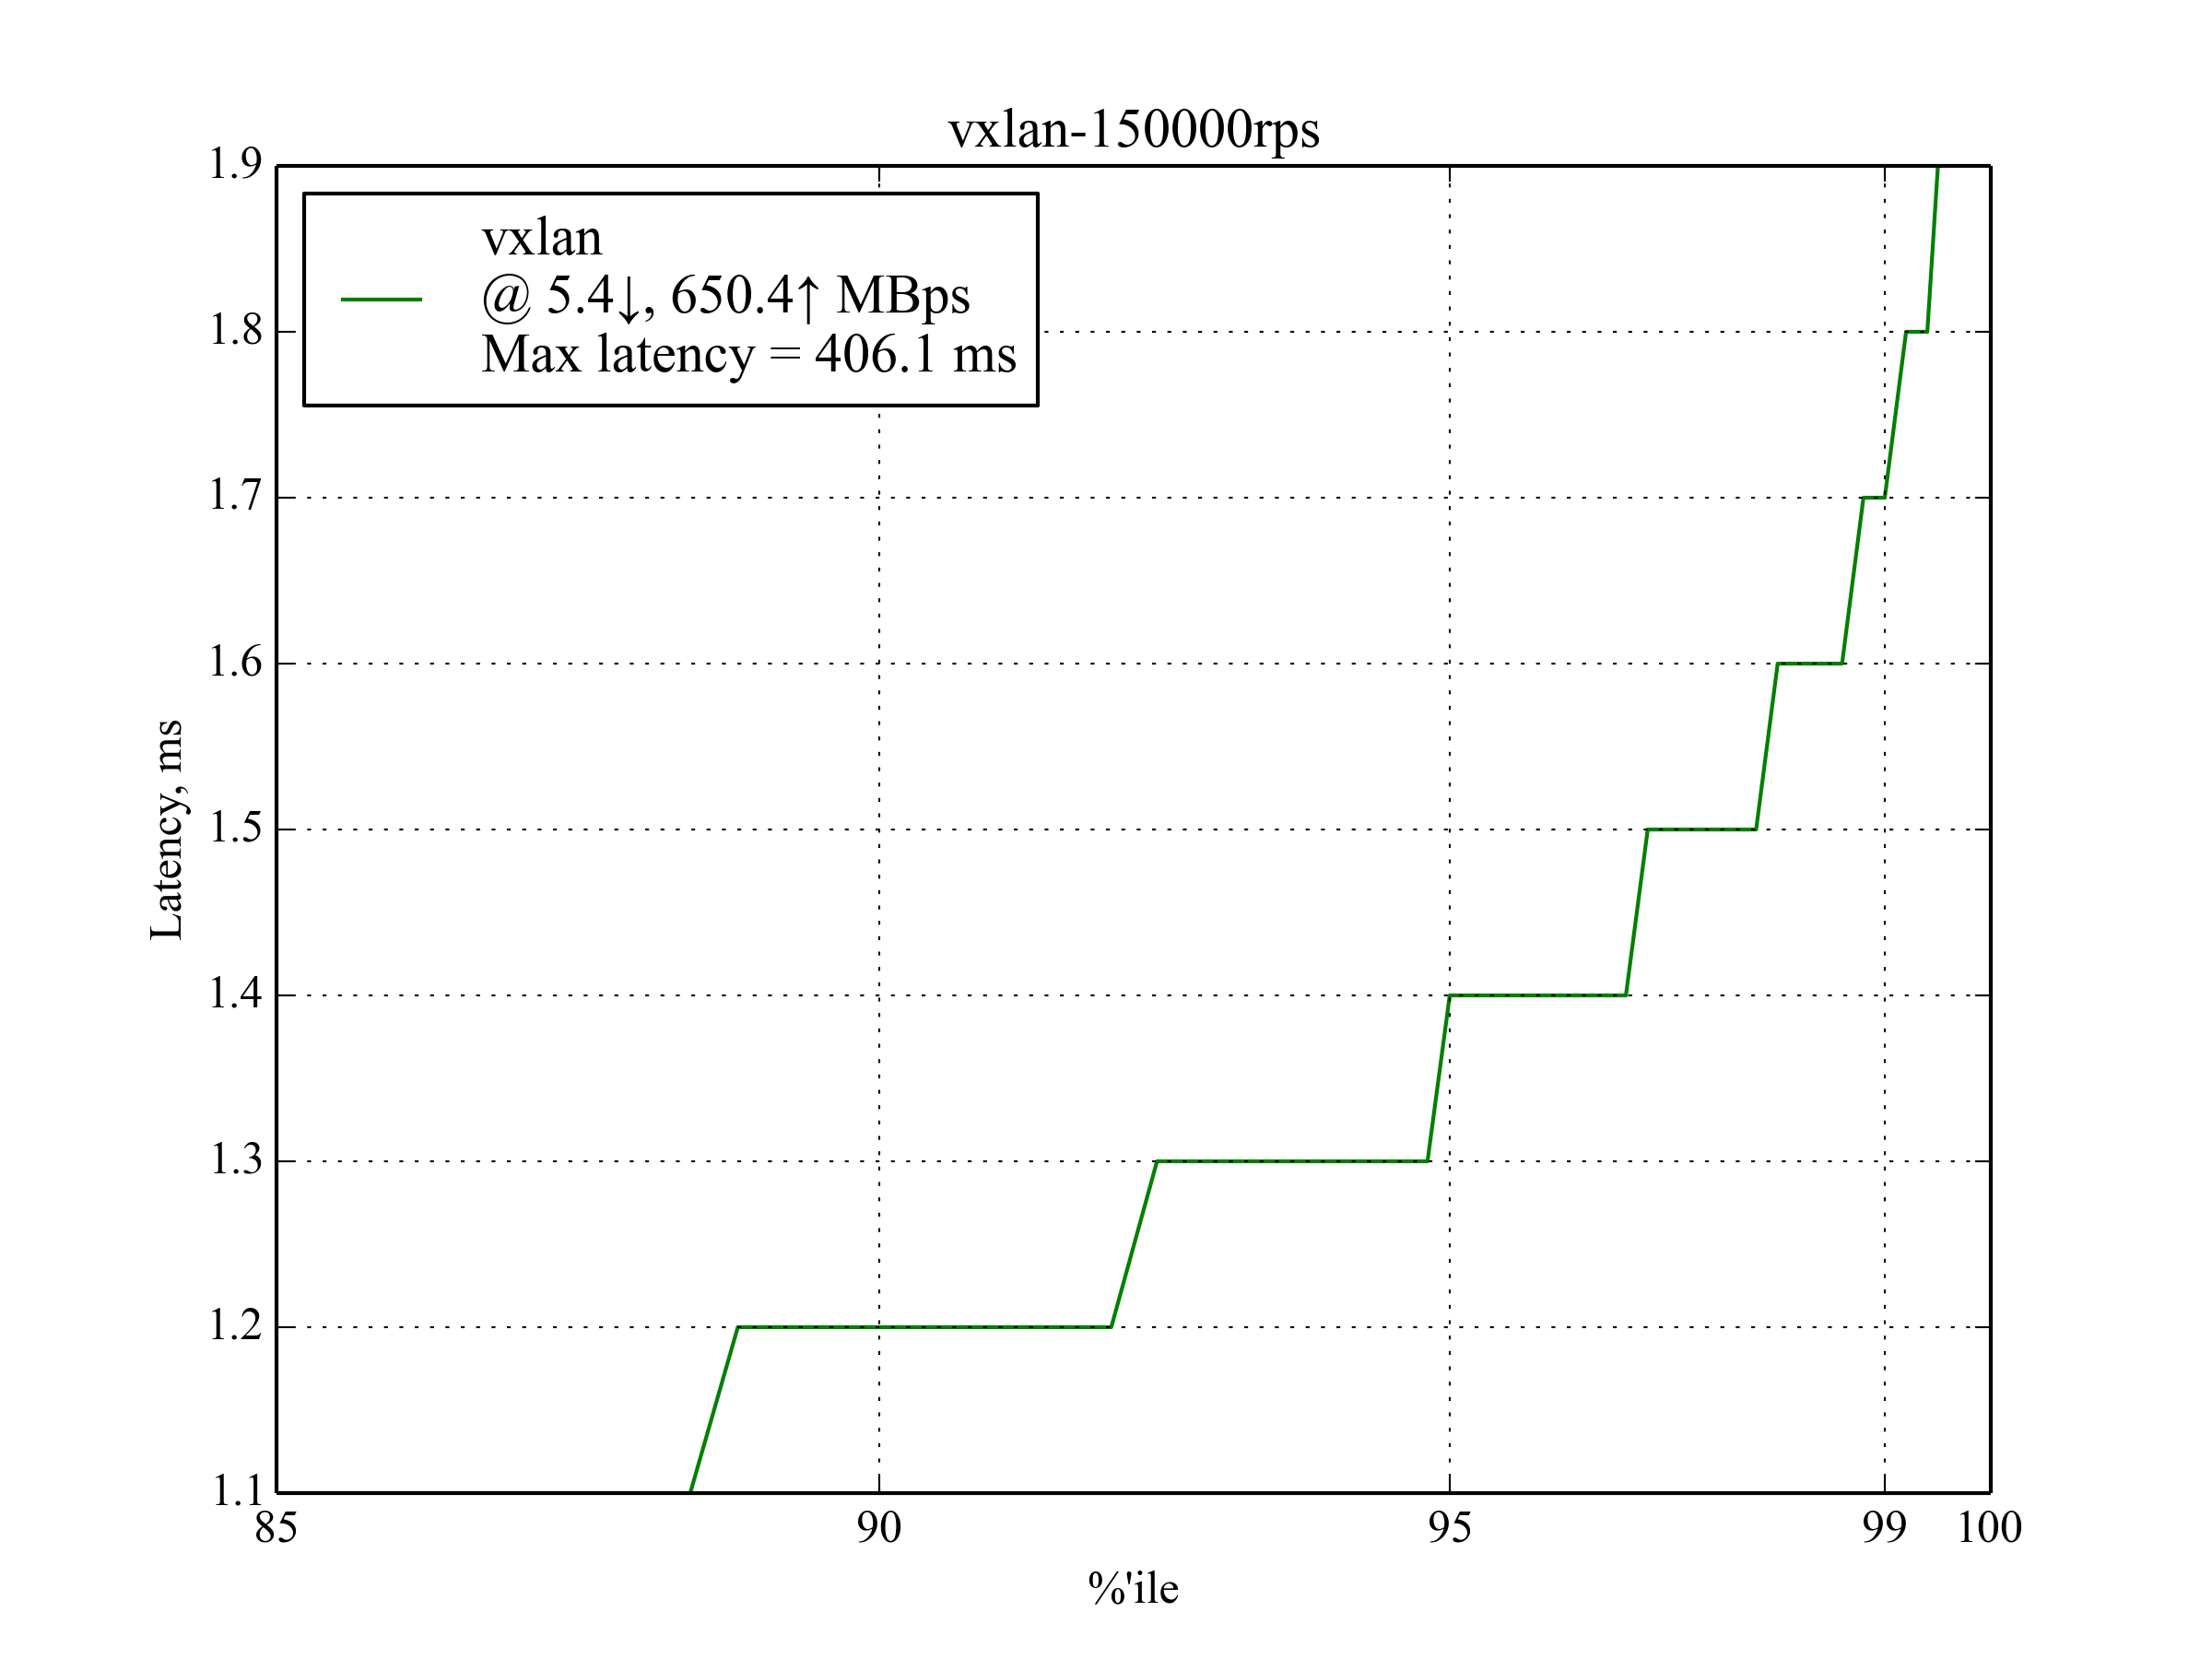 vxlan-150000rps
vxlan
@ 5.4↓, 650.4↑ MBps
Max latency = 406.1 ms
1.9
1.8
1.7
1.6
1.5
1.4
1.3
1.2
1.1
Latency, ms
85 90 95 99 100
%'ile